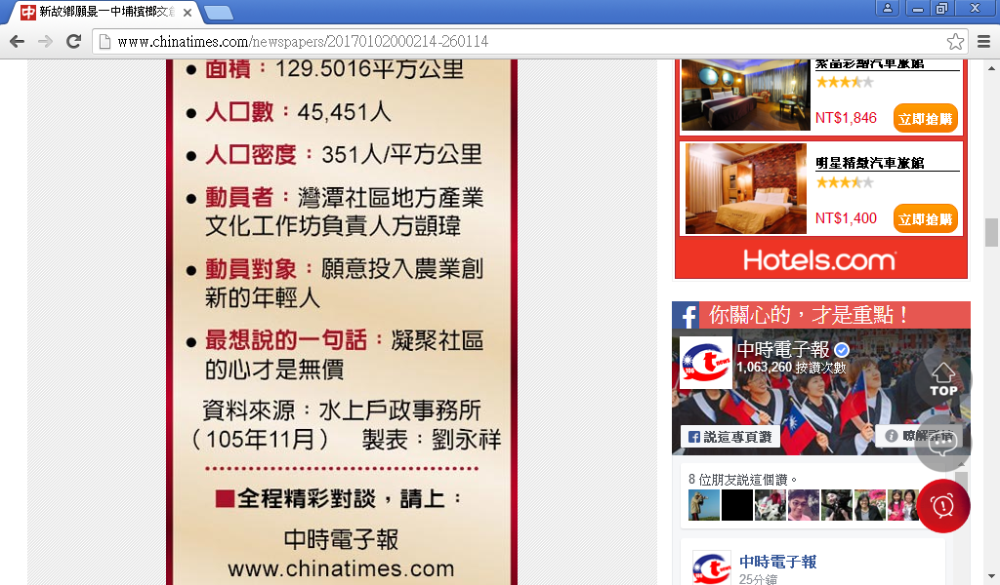 新故鄉願景—中埔檳榔文創
www.chinatimes.com/newspapers/20170102000214-260114
面積：129.5016平方公里
人口數：45,451人
人口密度：351人/平方公里
動員者：灣潭社區地方產業
文化工作坊負責人方顗瑋
動員對象：願意投入農業創
新的年輕人
最想說的一句話：凝聚社區
的心才是無價
資料來源：水上戶政事務所
（105年11月） 製表：劉永祥
■全程精彩對談，請上：
中時電子報
www.chinatimes.com
紫晶彩繪汽車旅館
NT$1,846 立即搶購
明星精緻汽車旅館
NT$1,400 立即搶購
Hotels.com
你關心的，才是重點！
中時電子報
1,063,260 按讚次數
TOP
說這專頁讚 瞭解詳情
8 位朋友說這個讚。
中時電子報
25分鐘